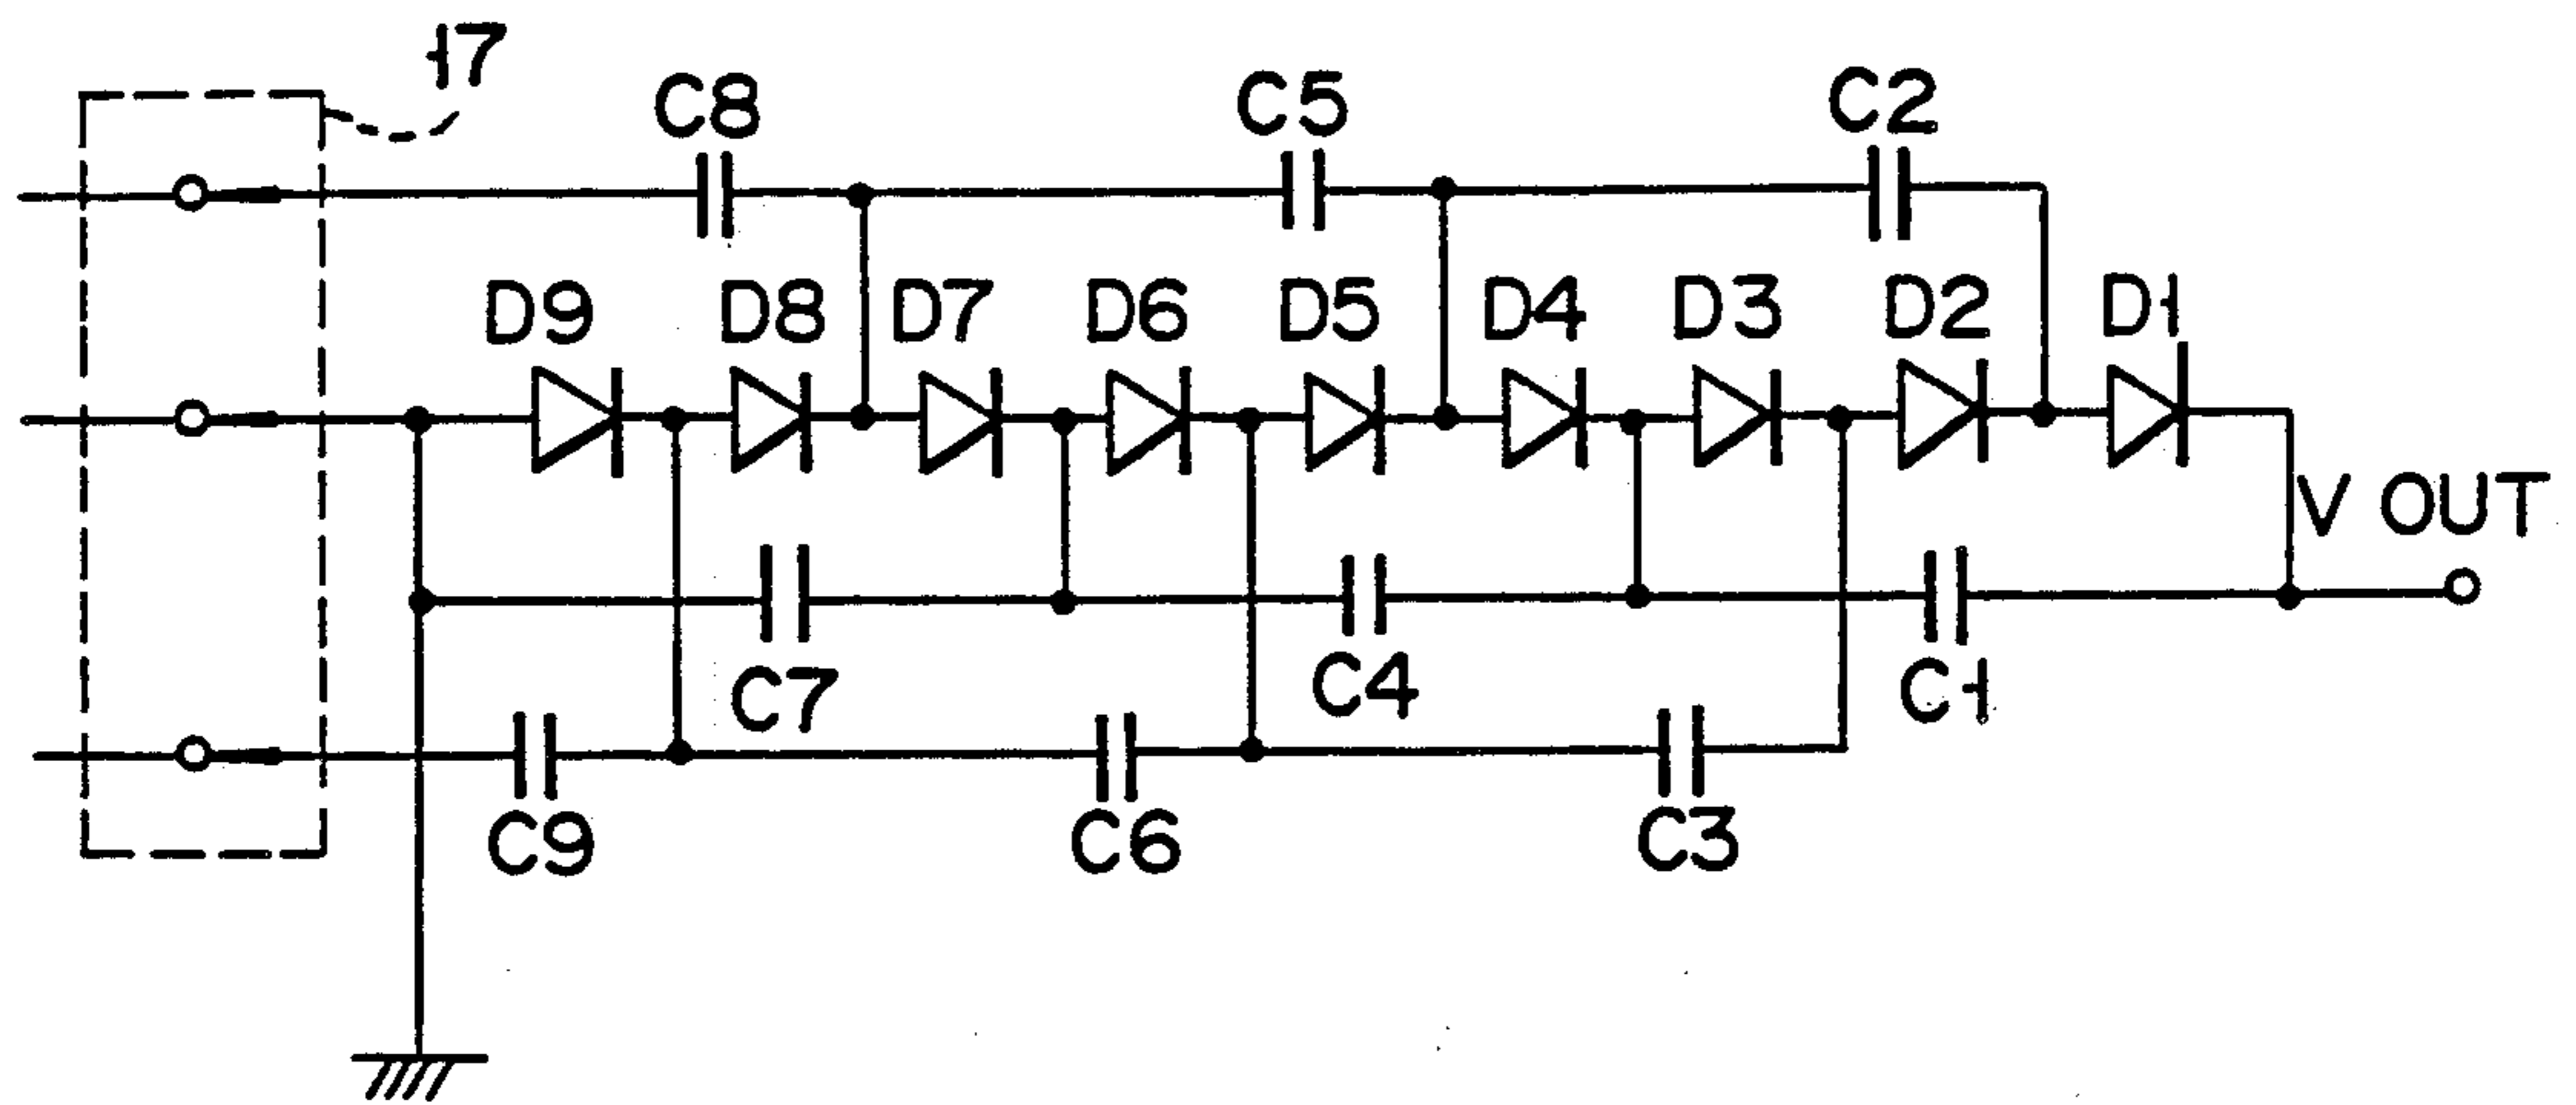 17
C8 C5 C2
D9 D8 D7 D6 D5 D4 D3 D2 D1
V OUT
C7 C4 C1
C9 C6 C3